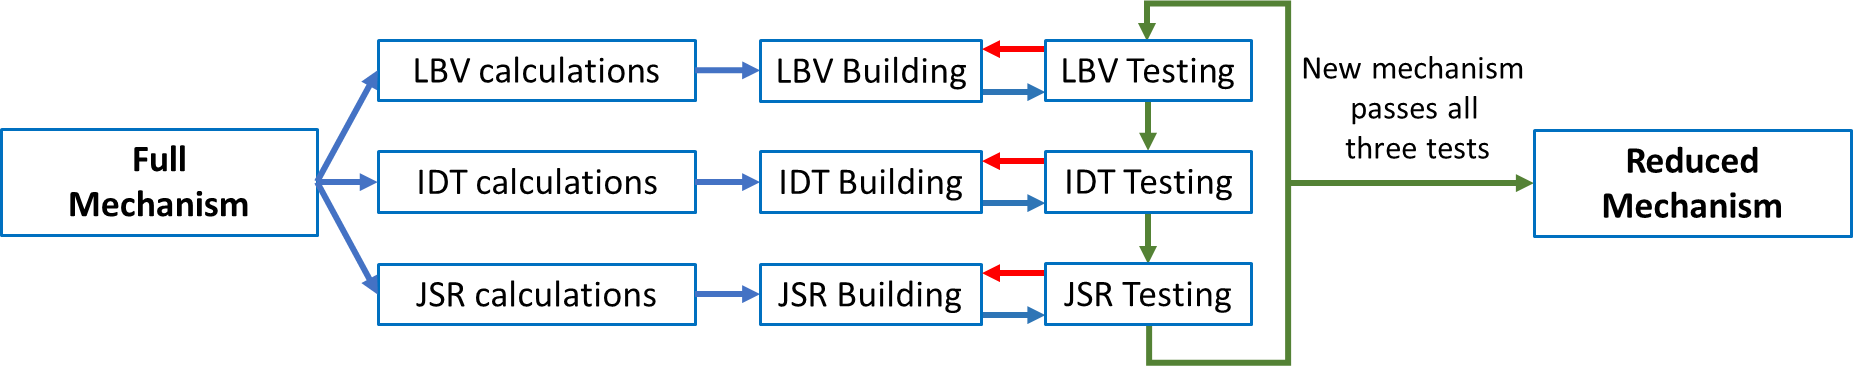 Full
Mechanism
LBV calculations
LBV Building
LBV Testing
IDT calculations
IDT Building
IDT Testing
JSR calculations
JSR Building
JSR Testing
New mechanism
passes all
three tests
Reduced
Mechanism